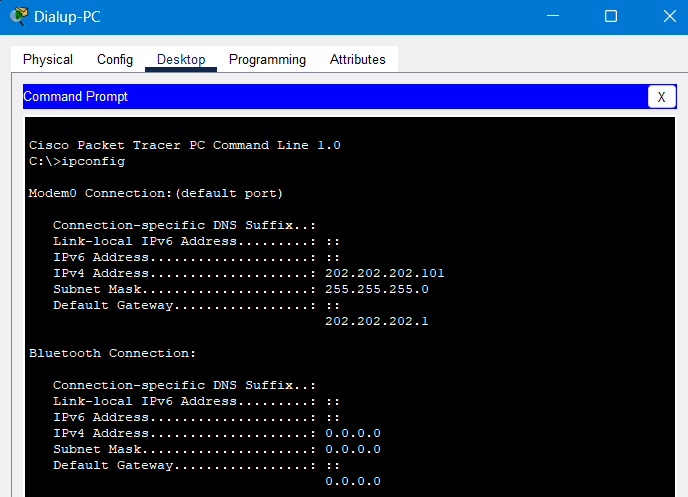 Dialup-PC
Physical Config Desktop Programming Attributes
Command Prompt X
Cisco Packet Tracer PC Command Line 1.0
C:\>ipconfig
Modem0 Connection:(default port)
Connection-specific DNS Suffix..:
Link-local IPv6 Address.........: ::
IPv6 Address....................: ::
IPv4 Address....................: 202.202.202.101
Subnet Mask.....................: 255.255.255.0
Default Gateway.................: ::
202.202.202.1
Bluetooth Connection:
Connection-specific DNS Suffix..:
Link-local IPv6 Address.........: ::
IPv6 Address....................: ::
IPv4 Address....................: 0.0.0.0
Subnet Mask.....................: 0.0.0.0
Default Gateway.................: ::
0.0.0.0